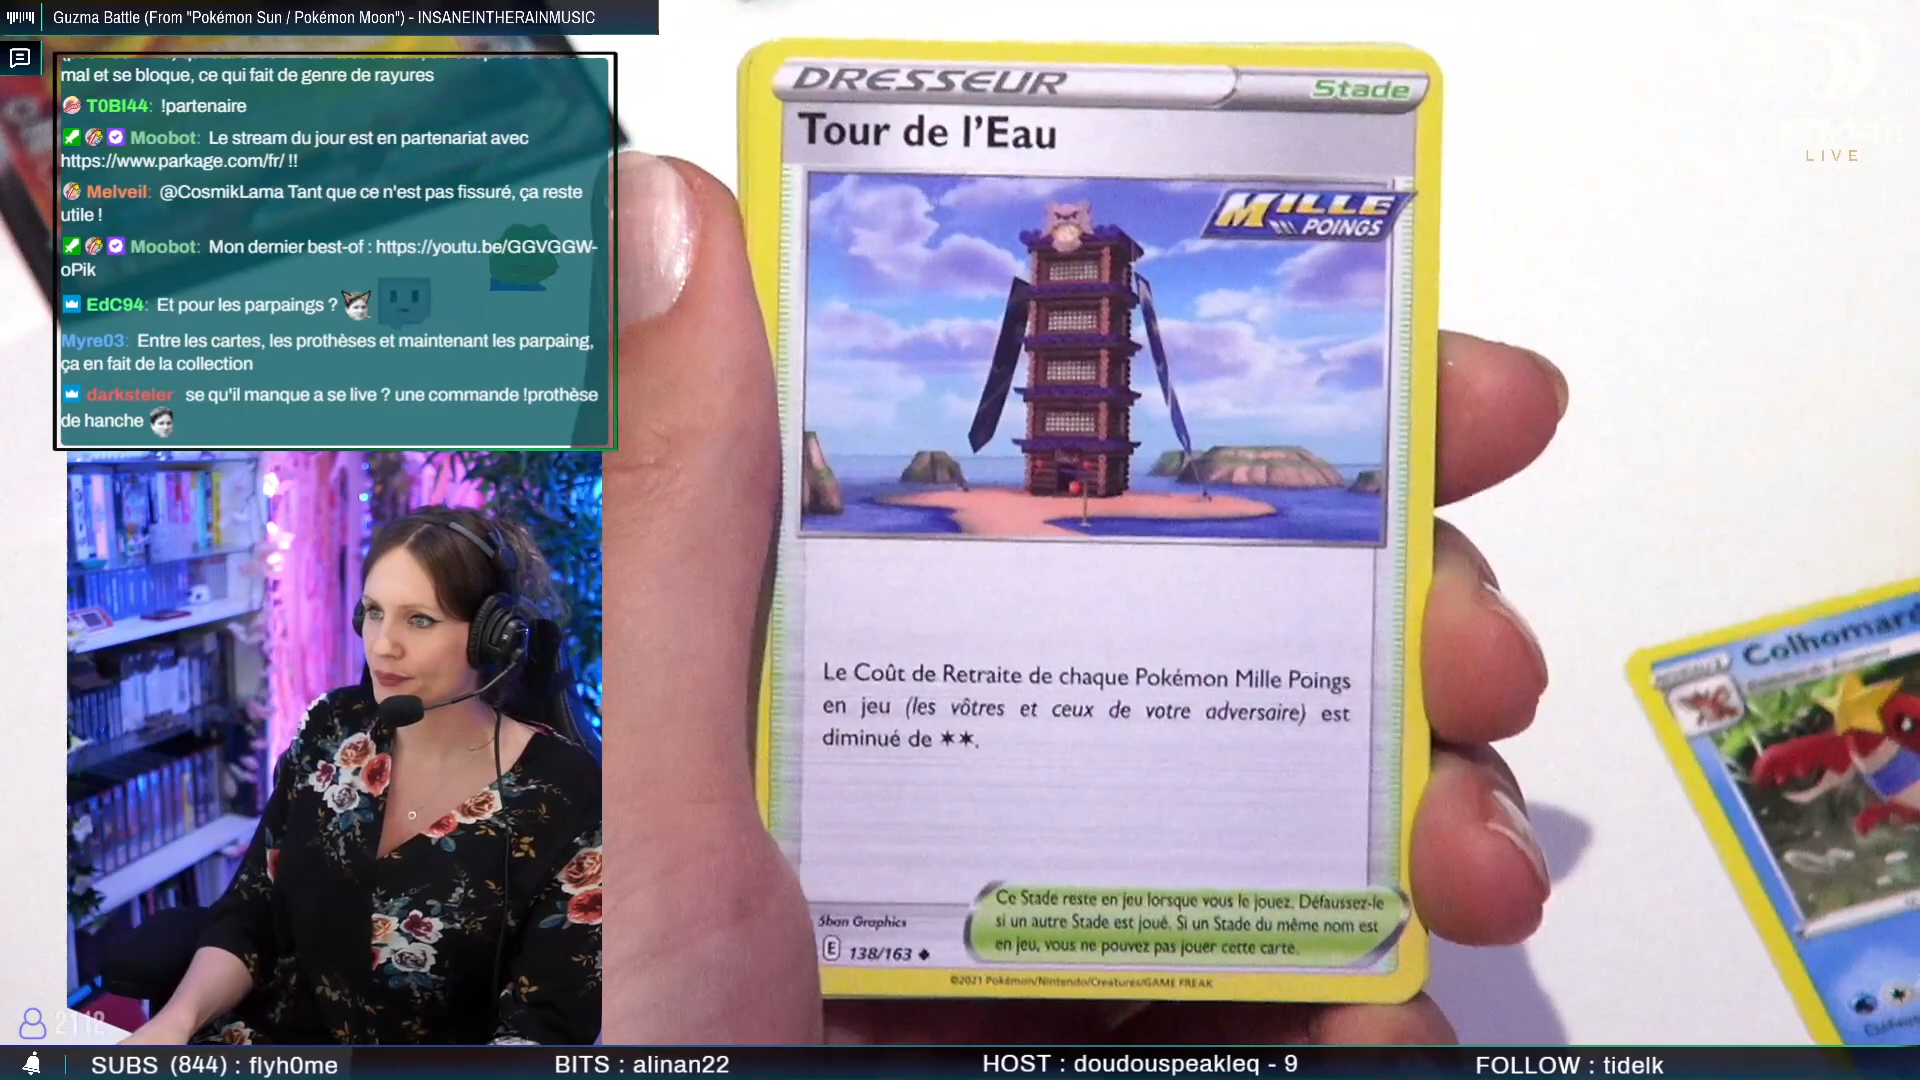 Guzma Battle (From "Pokémon Sun / Pokémon Moon") - INSANEINTHERAINMUSIC
mal et se bloque, ce qui fait de genre de rayures
T0BI44: !partenaire
Moobot: Le stream du jour est en partenariat avec
https://www.parkage.com/fr/ !!
Melveil: @CosmikLama Tant que ce n'est pas fissuré, ça reste
utile !
Moobot: Mon dernier best-of : https://youtu.be/GGVGGW-
oPik
EdC94: Et pour les parpaings ?
Myre03: Entre les cartes, les prothèses et maintenant les parpaing,
ça en fait de la collection
darksteler se qu'il manque a se live ? une commande !prothèse
de hanche
DRESSEUR
Stade
Tour de l'Eau
MILLE
POINGS
Le Coût de Retraite de chaque Pokémon Mille Poings
en jeu (les vôtres et ceux de votre adversaire) est
diminué de ✶✶.
Ce Stade reste en jeu lorsque vous le jouez. Défaussez-le
si un autre Stade est joué. Si un Stade du même nom est
en jeu, vous ne pouvez pas jouer cette carte.
5ban Graphics
E 138/163
©2021 Pokémon/Nintendo/Creatures/GAME FREAK
LIVE
Colhomard
2112
SUBS (844) : flyh0me
BITS : alinan22
HOST : doudouspeakleq - 9
FOLLOW : tidelk